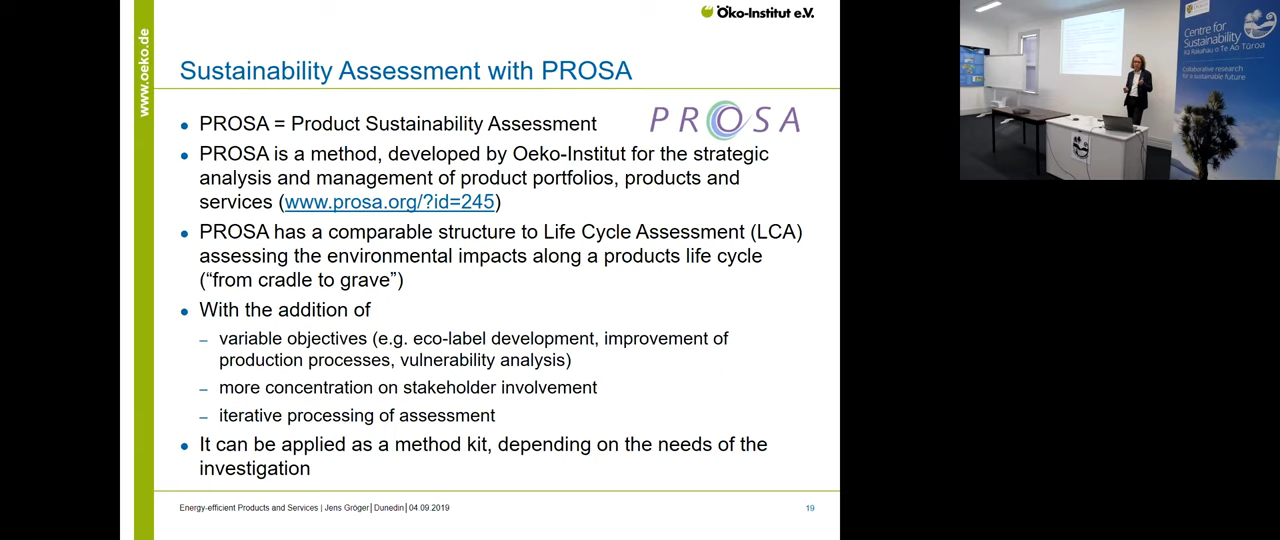 Öko-Institut e.V.
www.oeko.de
Sustainability Assessment with PROSA
PROSA
• PROSA = Product Sustainability Assessment
• PROSA is a method, developed by Oeko-Institut for the strategic
analysis and management of product portfolios, products and
services (www.prosa.org/?id=245)
• PROSA has a comparable structure to Life Cycle Assessment (LCA)
assessing the environmental impacts along a products life cycle
(“from cradle to grave”)
• With the addition of
– variable objectives (e.g. eco-label development, improvement of
production processes, vulnerability analysis)
– more concentration on stakeholder involvement
– iterative processing of assessment
• It can be applied as a method kit, depending on the needs of the
investigation
Energy-efficient Products and Services | Jens Gröger | Dunedin | 04.09.2019
19
Centre for
Sustainability
Kā Rakahau o Te Ao Tūroa
Collaborative research
for a sustainable future